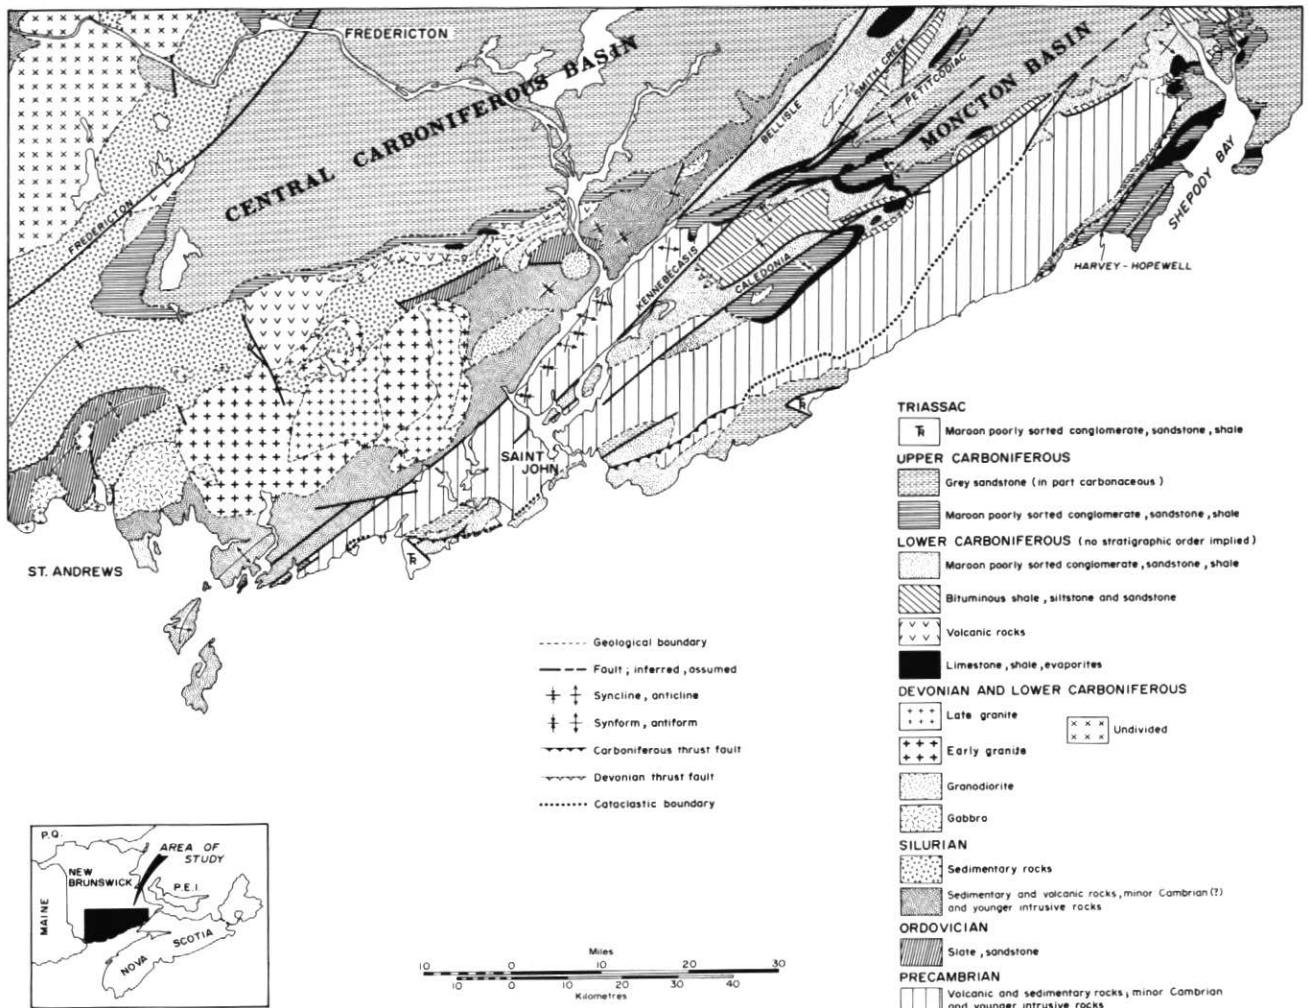 FREDERICTON
CENTRAL CARBONIFEROUS BASIN
FREDERICTON
BELLISLE
SMITH CREEK
PETITCODIAC
MONCTON BASIN
SHEPODY BAY
HARVEY-HOPEWELL
KENNEBECASIS
CALEDONIA
SAINT
JOHN
ST. ANDREWS
TRIASSAC
Maroon poorly sorted conglomerate, sandstone, shale
UPPER CARBONIFEROUS
Grey sandstone (in part carbonaceous)
Maroon poorly sorted conglomerate, sandstone, shale
LOWER CARBONIFEROUS (no stratigraphic order implied)
Maroon poorly sorted conglomerate, sandstone, shale
Bituminous shale, siltstone and sandstone
Volcanic rocks
Limestone, shale, evaporites
DEVONIAN AND LOWER CARBONIFEROUS
Late granite
Undivided
Early granite
Granodiorite
Gabbro
SILURIAN
Sedimentary rocks
Sedimentary and volcanic rocks, minor Cambrian (?)
and younger intrusive rocks
ORDOVICIAN
Slate, sandstone
PRECAMBRIAN
Volcanic and sedimentary rocks; minor Cambrian
and younger intrusive rocks
Geological boundary
Fault; inferred, assumed
Syncline, anticline
Synform, antiform
Carboniferous thrust fault
Devonian thrust fault
Cataclastic boundary
P.Q.
AREA OF
STUDY
NEW
BRUNSWICK
P.E.I.
MAINE
NOVA SCOTIA
Miles
10 0 10 20 30
10 0 10 20 30 40
Kilometres